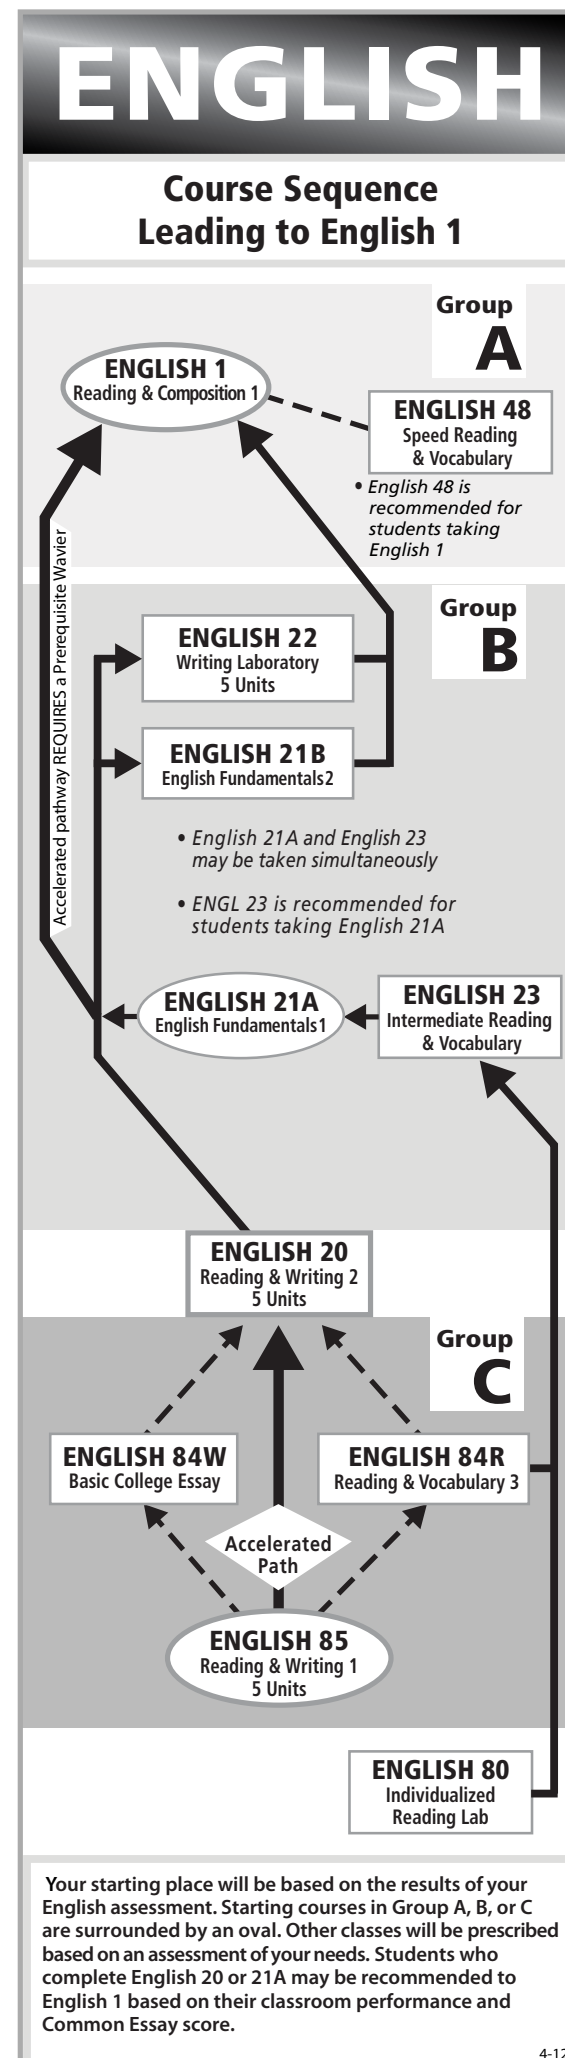 ENGLISH
Course Sequence
Leading to English 1
Group
A
ENGLISH 1
Reading & Composition 1
ENGLISH 48
Speed Reading
& Vocabulary
• English 48 is
recommended for
students taking
English 1
Accelerated pathway REQUIRES a Prerequisite Wavier
Group
B
ENGLISH 22
Writing Laboratory
5 Units
ENGLISH 21B
English Fundamentals2
• English 21A and English 23
may be taken simultaneously
• ENGL 23 is recommended for
students taking English 21A
ENGLISH 21A
English Fundamentals1
ENGLISH 23
Intermediate Reading
& Vocabulary
ENGLISH 20
Reading & Writing 2
5 Units
Group
C
ENGLISH 84W
Basic College Essay
ENGLISH 84R
Reading & Vocabulary 3
Accelerated
Path
ENGLISH 85
Reading & Writing 1
5 Units
ENGLISH 80
Individualized
Reading Lab
Your starting place will be based on the results of your
English assessment. Starting courses in Group A, B, or C
are surrounded by an oval. Other classes will be prescribed
based on an assessment of your needs. Students who
complete English 20 or 21A may be recommended to
English 1 based on their classroom performance and
Common Essay score.
4-12